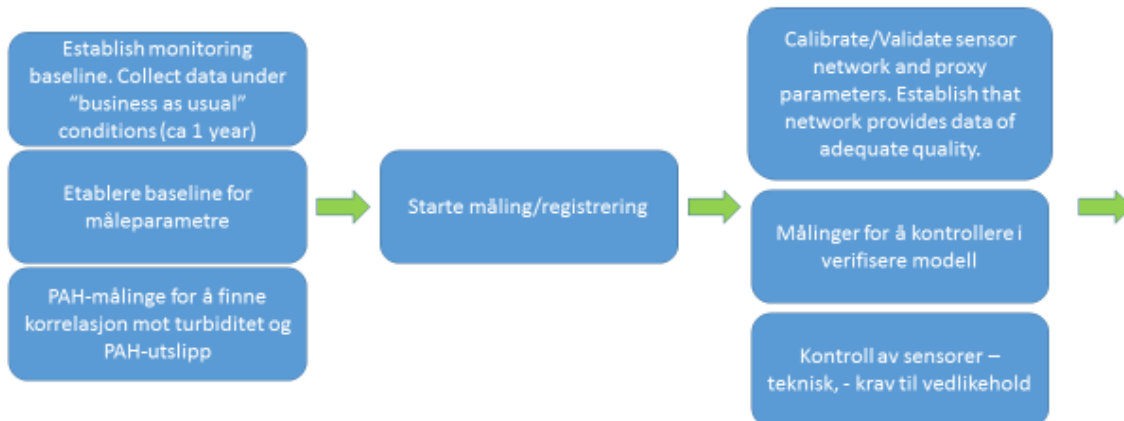 Establish monitoring
baseline. Collect data under
“business as usual”
conditions (ca 1 year)
Etablere baseline for
måleparametre
PAH-målinge for å finne
korrelasjon mot turbiditet og
PAH-utslipp
Starte måling/registrering
Calibrate/Validate sensor
network and proxy
parameters. Establish that
network provides data of
adequate quality.
Målinger for å kontrollere i
verifisere modell
Kontroll av sensorer –
teknisk, - krav til vedlikehold